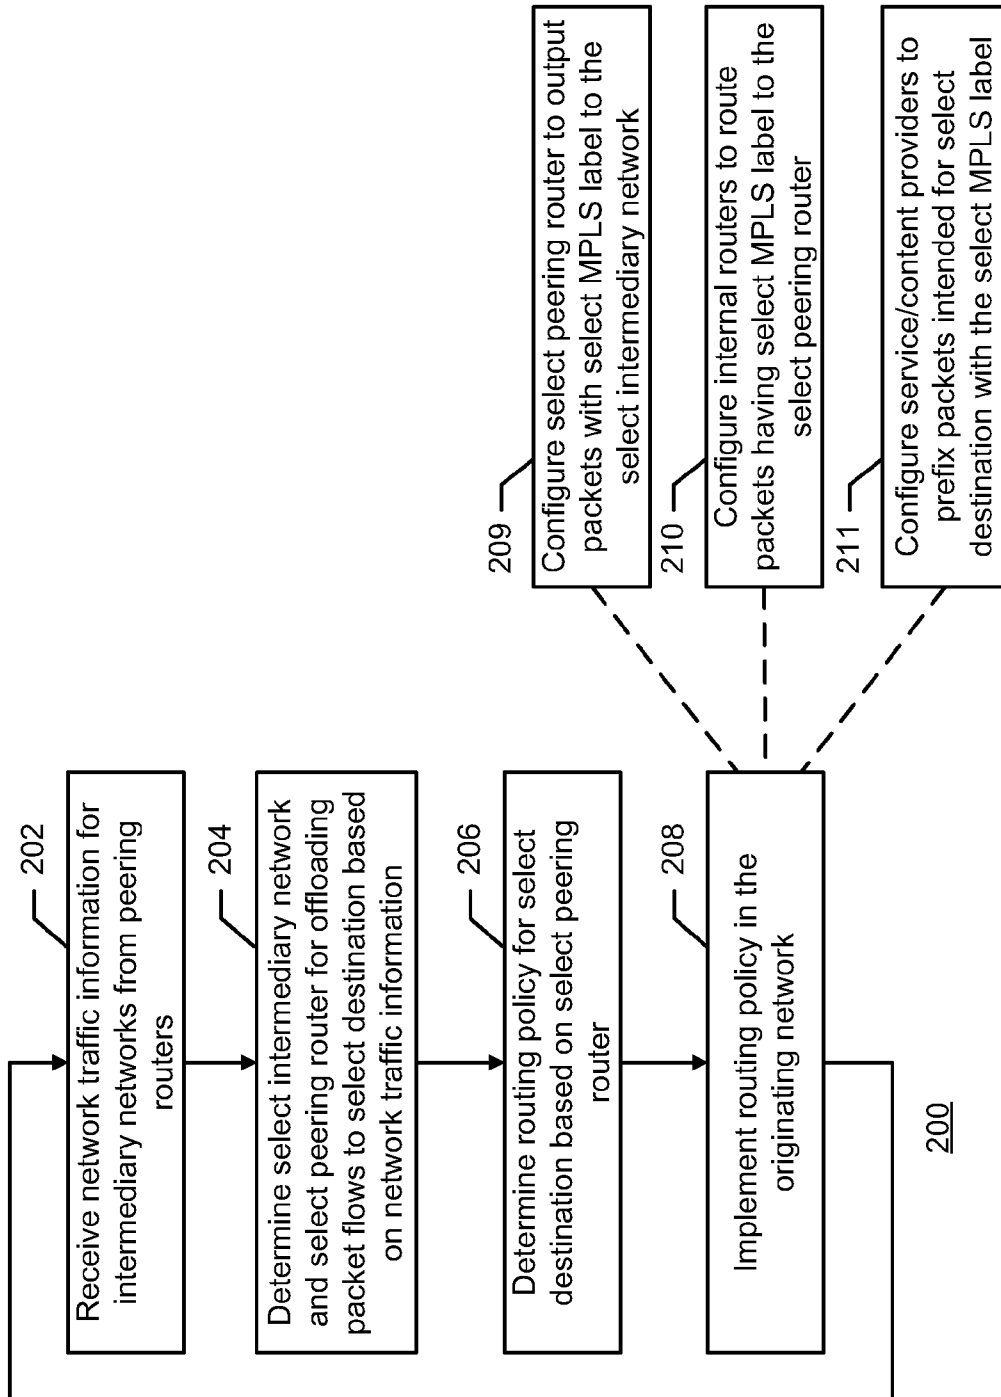 202
Receive network traffic information for
intermediary networks from peering
routers
204
Determine select intermediary network
and select peering router for offloading
packet flows to select destination based
on network traffic information
206
Determine routing policy for select
destination based on select peering
router
208
Implement routing policy in the
originating network
209
Configure select peering router to output
packets with select MPLS label to the
select intermediary network
210
Configure internal routers to route
packets having select MPLS label to the
select peering router
211
Configure service/content providers to
prefix packets intended for select
destination with the select MPLS label
200